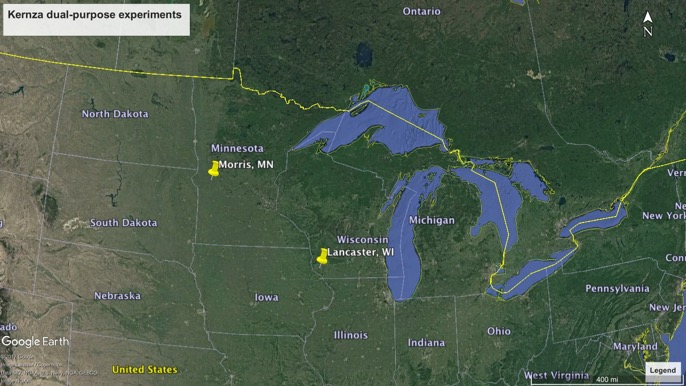 Kernza dual-purpose experiments
Ontario
N
North Dakota
Minnesota
Morris, MN
South Dakota
Michigan
Wisconsin
Lancaster, WI
New York
Nebraska
Iowa
Pennsylvania
Illinois
Indiana
Ohio
Maryland
Google Earth
United States
West Virginia
Legend
400 mi